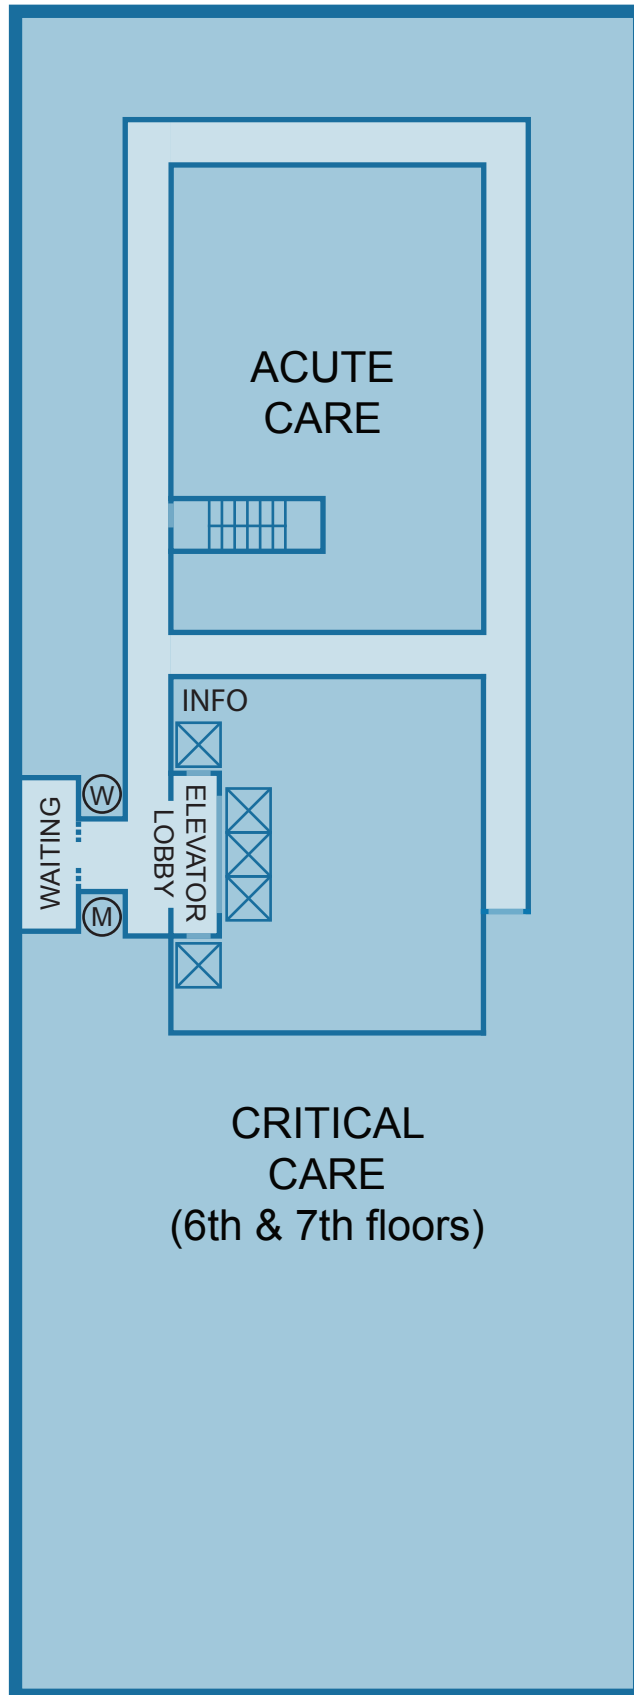 ACUTE
CARE
INFO
W
WAITING
ELEVATOR
LOBBY
M
CRITICAL
CARE
(6th & 7th floors)